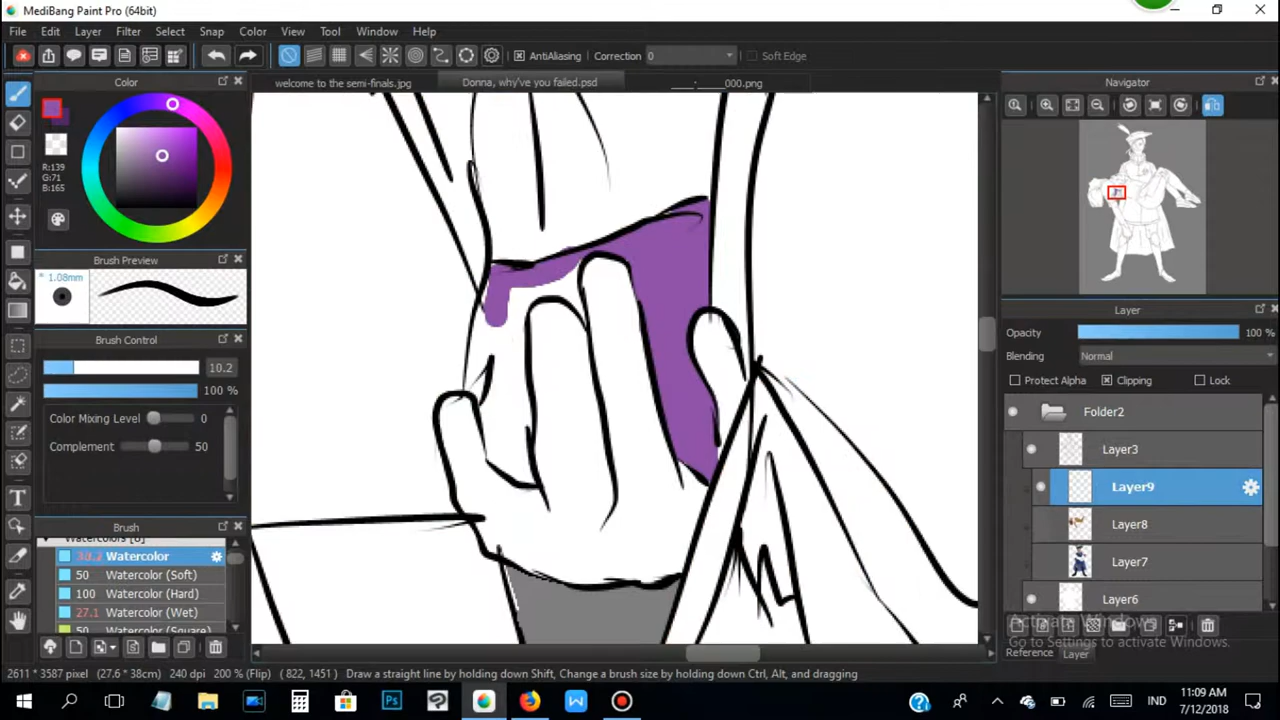 MediBang Paint Pro (64bit)
File Edit Layer Filter Select Snap Color View Tool Window Help
AntiAliasing Correction 0 Soft Edge
Color
welcome to the semi-finals.jpg
Donna, why've you failed.psd
000.png
Navigator
R:139
G:71
B:165
Brush Preview
* 1.08mm
Brush Control
10.2
100 %
Color Mixing Level 0
Complement 50
Brush
Watercolor
50 Watercolor (Soft)
100 Watercolor (Hard)
27.1 Watercolor (Wet)
50 Watercolor (Square)
Layer
Opacity 100 %
Blending Normal
Protect Alpha Clipping Lock
Folder2
Layer3
Layer9
Layer8
Layer7
Layer6
Activate Windows
Go to Settings to activate Windows.
Reference Layer
2611 * 3587 pixel (27.6 * 38cm) 240 dpi 200 % (Flip) ( 822, 1451 ) Draw a straight line by holding down Shift, Change a brush size by holding down Ctrl, Alt, and dragging
Ps
W
IND
11:09 AM
7/12/2018